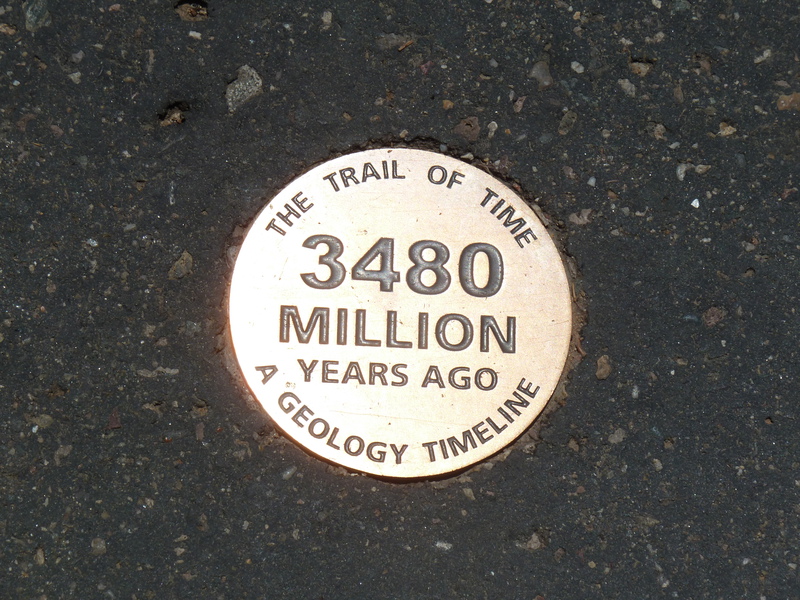 THE TRAIL OF TIME
3480
MILLION
YEARS AGO
A GEOLOGY TIMELINE